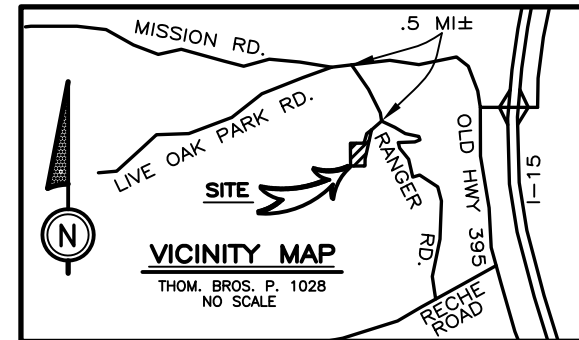 .5 MI±
MISSION RD.
LIVE OAK PARK RD.
OLD HWY 395
I-15
RANGER RD.
SITE
N
VICINITY MAP
THOM. BROS. P. 1028
NO SCALE
RECHE
ROAD